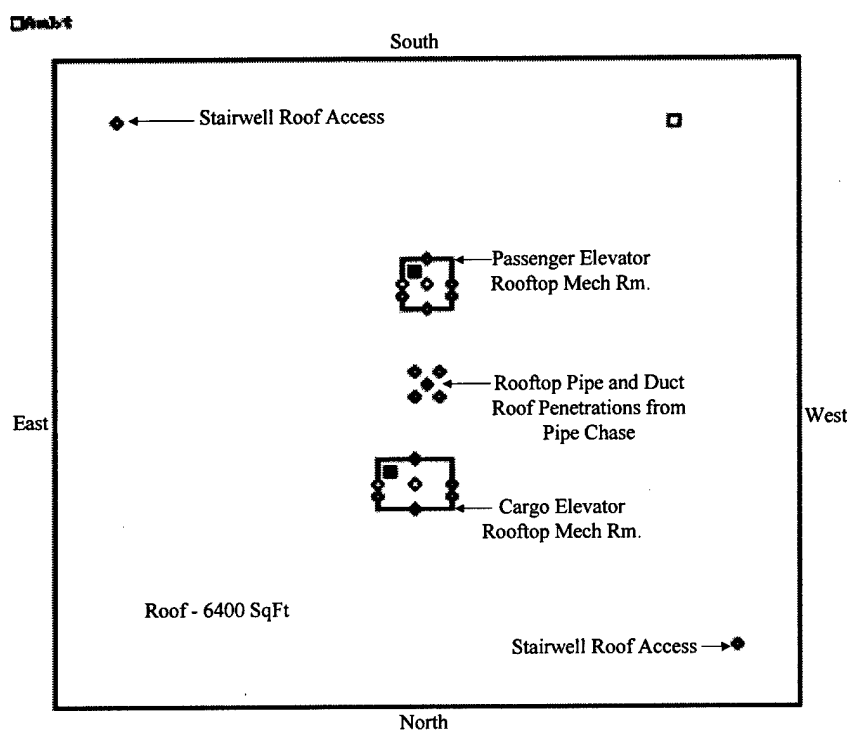 Ambt
South
Stairwell Roof Access
Passenger Elevator
Rooftop Mech Rm.
Rooftop Pipe and Duct
Roof Penetrations from
Pipe Chase
East
West
Cargo Elevator
Rooftop Mech Rm.
Roof - 6400 SqFt
Stairwell Roof Access
North